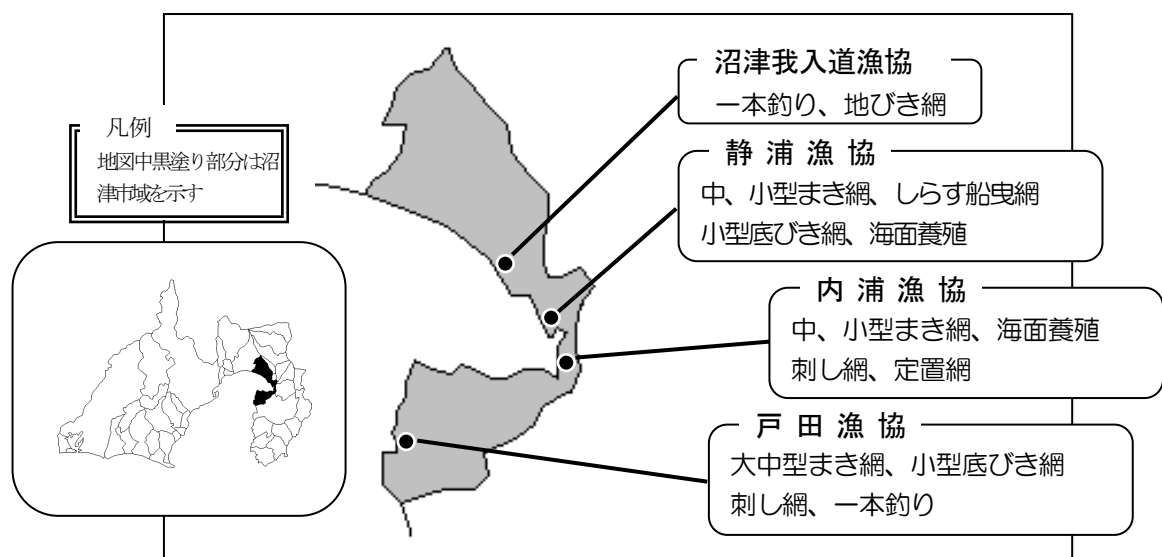 沼津我入道漁協
一本釣り、地びき網
凡例
地図中黒塗り部分は沼
津市域を示す
静浦漁協
中、小型まき網、しらす船曳網
小型底びき網、海面養殖
内浦漁協
中、小型まき網、海面養殖
刺し網、定置網
戸田漁協
大中型まき網、小型底びき網
刺し網、一本釣り